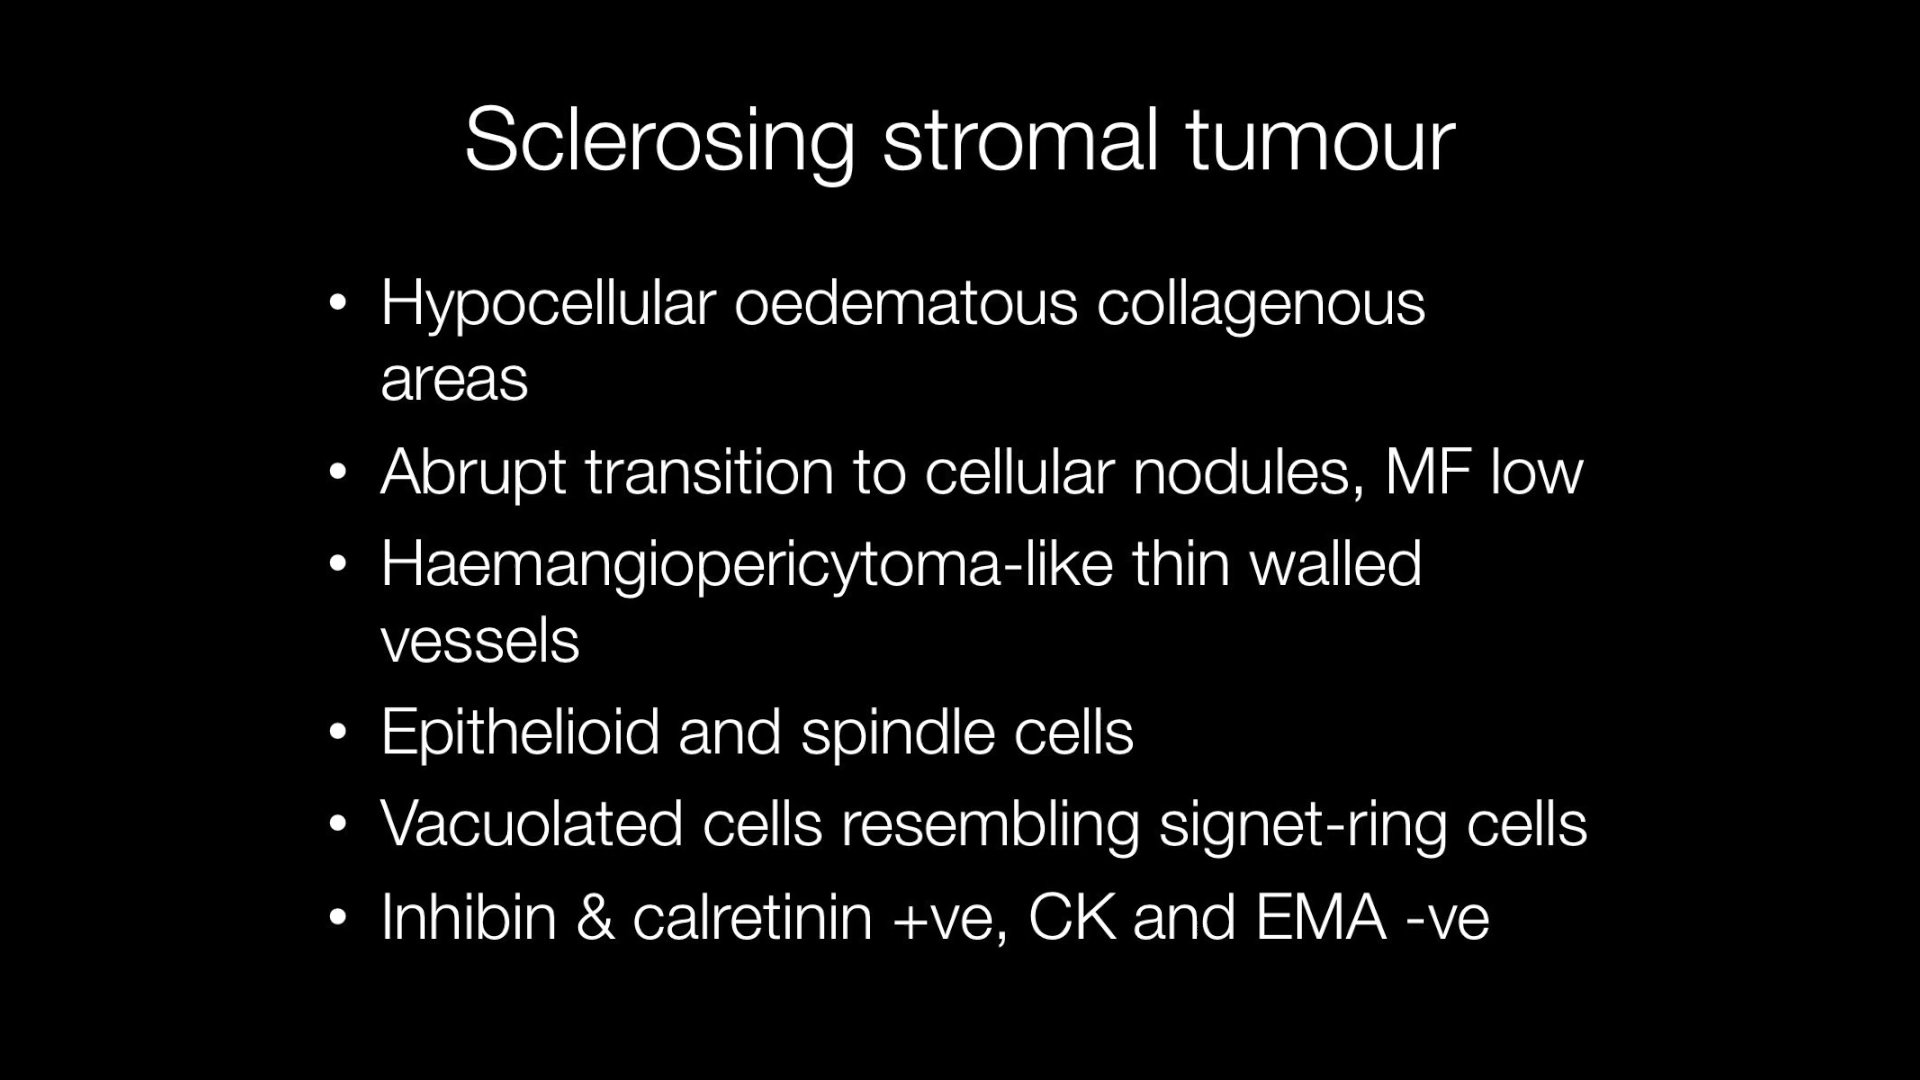 Sclerosing stromal tumour
• Hypocellular oedematous collagenous
areas
• Abrupt transition to cellular nodules, MF low
• Haemangiopericytoma-like thin walled
vessels
• Epithelioid and spindle cells
• Vacuolated cells resembling signet-ring cells
• Inhibin & calretinin +ve, CK and EMA -ve